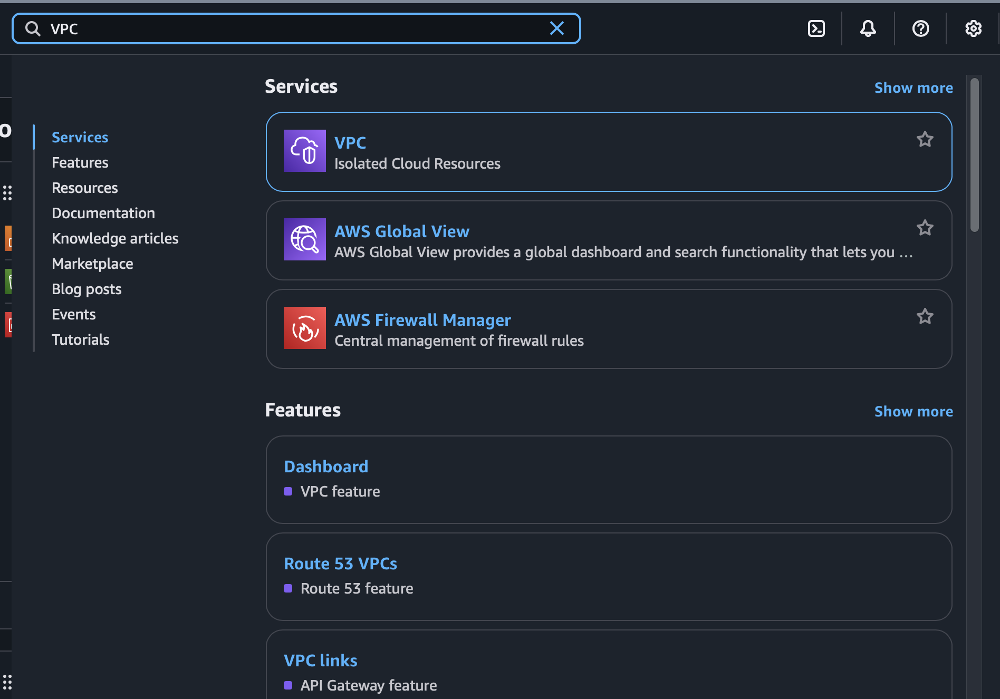 VPC
Services
Features
Resources
Documentation
Knowledge articles
Marketplace
Blog posts
Events
Tutorials
Services
Show more
VPC
Isolated Cloud Resources
AWS Global View
AWS Global View provides a global dashboard and search functionality that lets you ...
AWS Firewall Manager
Central management of firewall rules
Features
Show more
Dashboard
VPC feature
Route 53 VPCs
Route 53 feature
VPC links
API Gateway feature